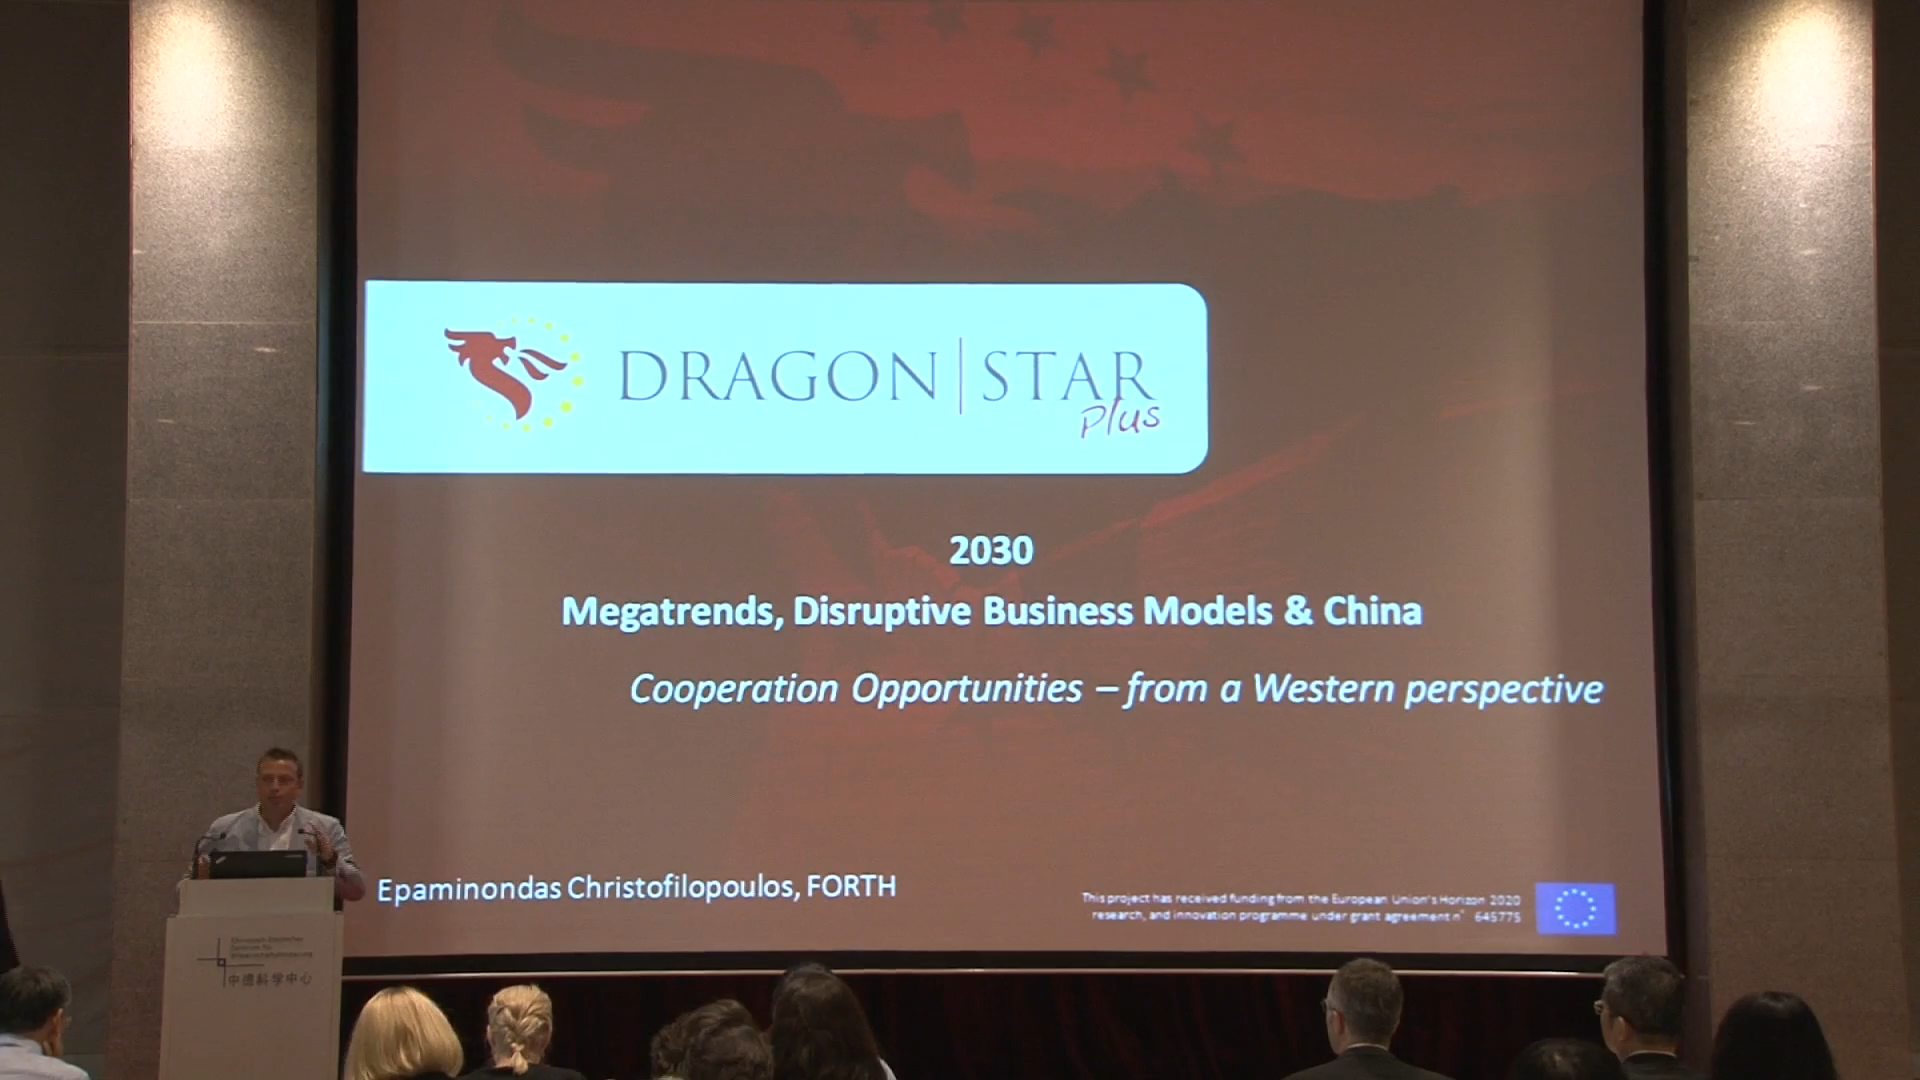 DRAGON|STAR
plus
2030
Megatrends, Disruptive Business Models & China
Cooperation Opportunities – from a Western perspective
Epaminondas Christofilopoulos, FORTH
This project has received funding from the European Union's Horizon 2020
research, and innovation programme under grant agreement n° 645775
中德科学中心